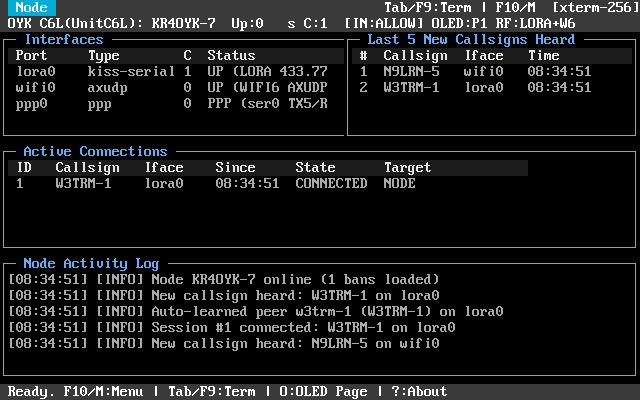 Node Tab/F9:Term | F10/M [xterm-256]
OYK C6L(UnitC6L): KR4OYK-7 Up:0 s C:1 [IN:ALLOW] OLED:P1 RF:LORA+W6
Interfaces
Port Type C Status
lora0 kiss-serial 1 UP (LORA 433.77
wifi0 axudp 0 UP (WIFI6 AXUDP
ppp0 ppp 0 PPP (ser0 TX5/R
Last 5 New Callsigns Heard
# Callsign Iface Time
1 N9LRN-5 wifi0 08:34:51
2 W3TRM-1 lora0 08:34:51
Active Connections
ID Callsign Iface Since State Target
1 W3TRM-1 lora0 08:34:51 CONNECTED NODE
Node Activity Log
[08:34:51] [INFO] Node KR4OYK-7 online (1 bans loaded)
[08:34:51] [INFO] New callsign heard: W3TRM-1 on lora0
[08:34:51] [INFO] Auto-learned peer w3trm-1 (W3TRM-1) on lora0
[08:34:51] [INFO] Session #1 connected: W3TRM-1 on lora0
[08:34:51] [INFO] New callsign heard: N9LRN-5 on wifi0
Ready. F10/M:Menu | Tab/F9:Term | O:OLED Page | ?:About